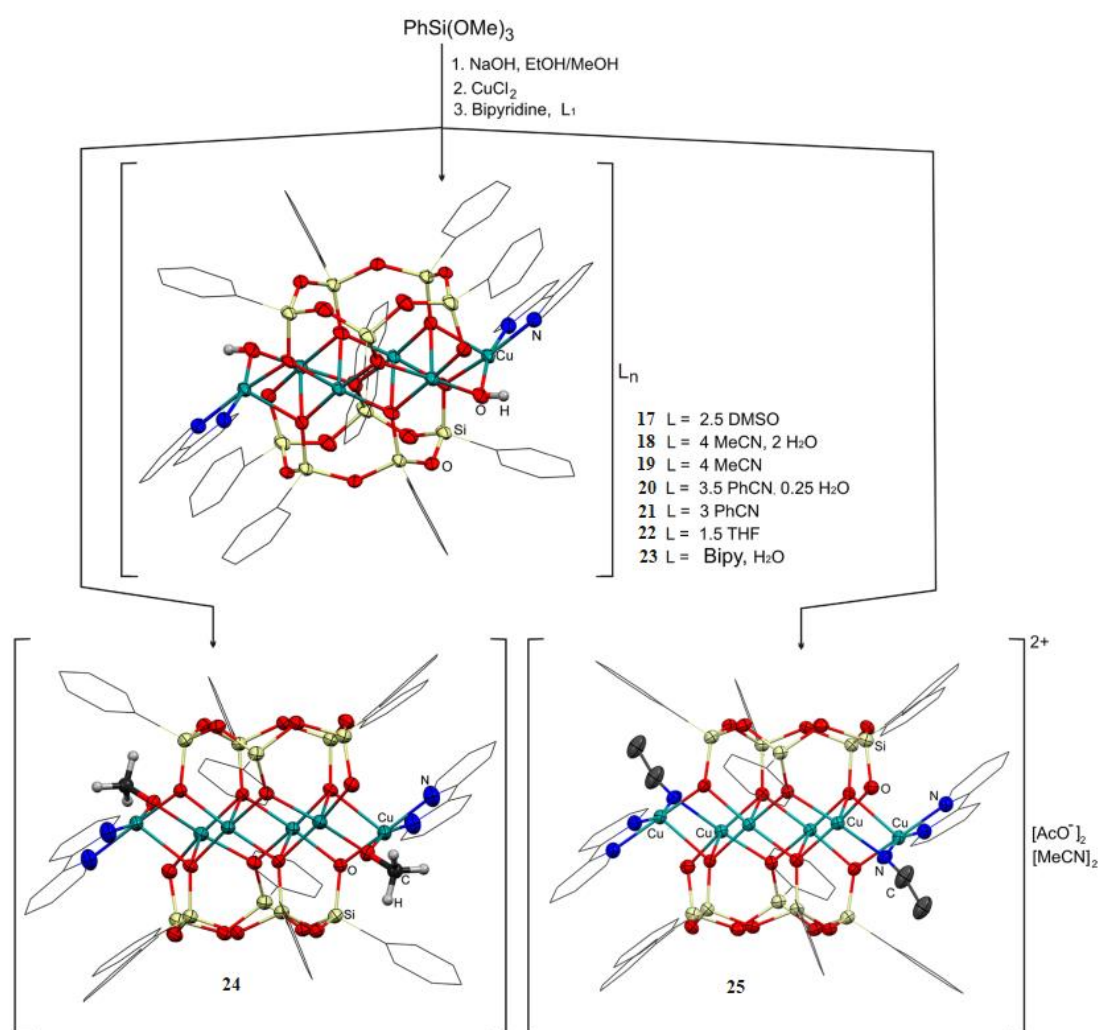 PhSi(OMe)₃
1. NaOH, EtOH/MeOH
2. CuCl₂
3. Bipyridine, L₁
N
Cu
O H
Si
O
Lₙ
17 L = 2.5 DMSO
18 L = 4 MeCN, 2 H₂O
19 L = 4 MeCN
20 L = 3.5 PhCN. 0.25 H₂O
21 L = 3 PhCN
22 L = 1.5 THF
23 L = Bipy, H₂O
N
Cu
C
H
O
Si
24
2+
Si
O
N
Cu
Cu
Cu
Cu
N
N
C
[AcO⁻]₂
[MeCN]₂
25